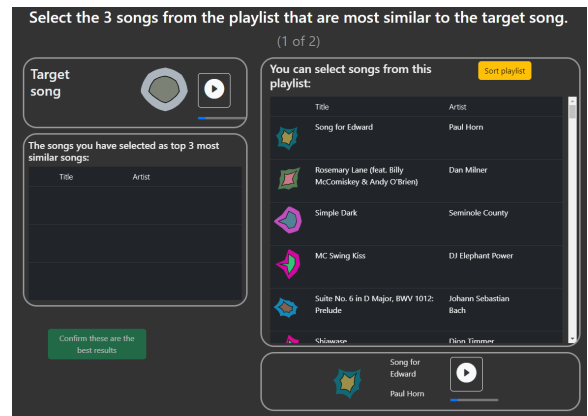 Select the 3 songs from the playlist that are most similar to the target song.
(1 of 2)
Target
song
The songs you have selected as top 3 most
similar songs:
Title Artist
Confirm these are the
best results
You can select songs from this
playlist:
Sort playlist
Title Artist
Song for Edward Paul Horn
Rosemary Lane (feat. Billy Dan Milner
McComiskey & Andy O'Brien)
Simple Dark Seminole County
MC Swing Kiss DJ Elephant Power
Suite No. 6 in D Major, BWV 1012: Johann Sebastian
Prelude Bach
Shiawase Dion Timmer
Song for
Edward
Paul Horn